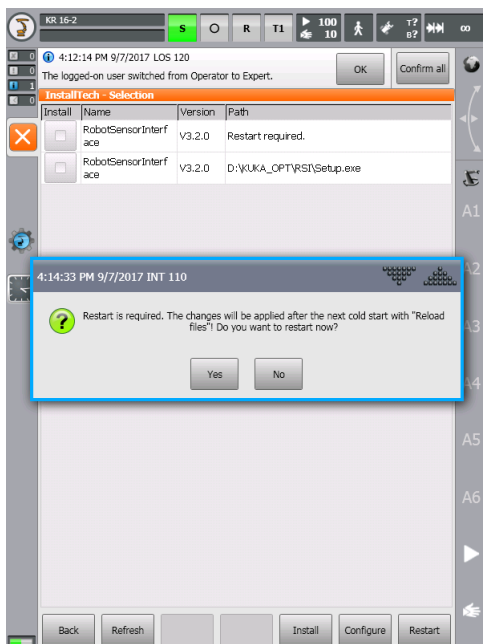 KR 16-2
S O R T1 100 10 T? B?
0
0
1
0
4:12:14 PM 9/7/2017 LOS 120
The logged-on user switched from Operator to Expert.
OK Confirm all
InstallTech - Selection
Install Name Version Path
RobotSensorInterf
ace
V3.2.0 Restart required.
RobotSensorInterf
ace
V3.2.0 D:\KUKA_OPT\RSI\Setup.exe
A1
4:14:33 PM 9/7/2017 INT 110
A2
Restart is required. The changes will be applied after the next cold start with "Reload
files"! Do you want to restart now?
A3
Yes No
A4
A5
A6
Back Refresh Install Configure Restart